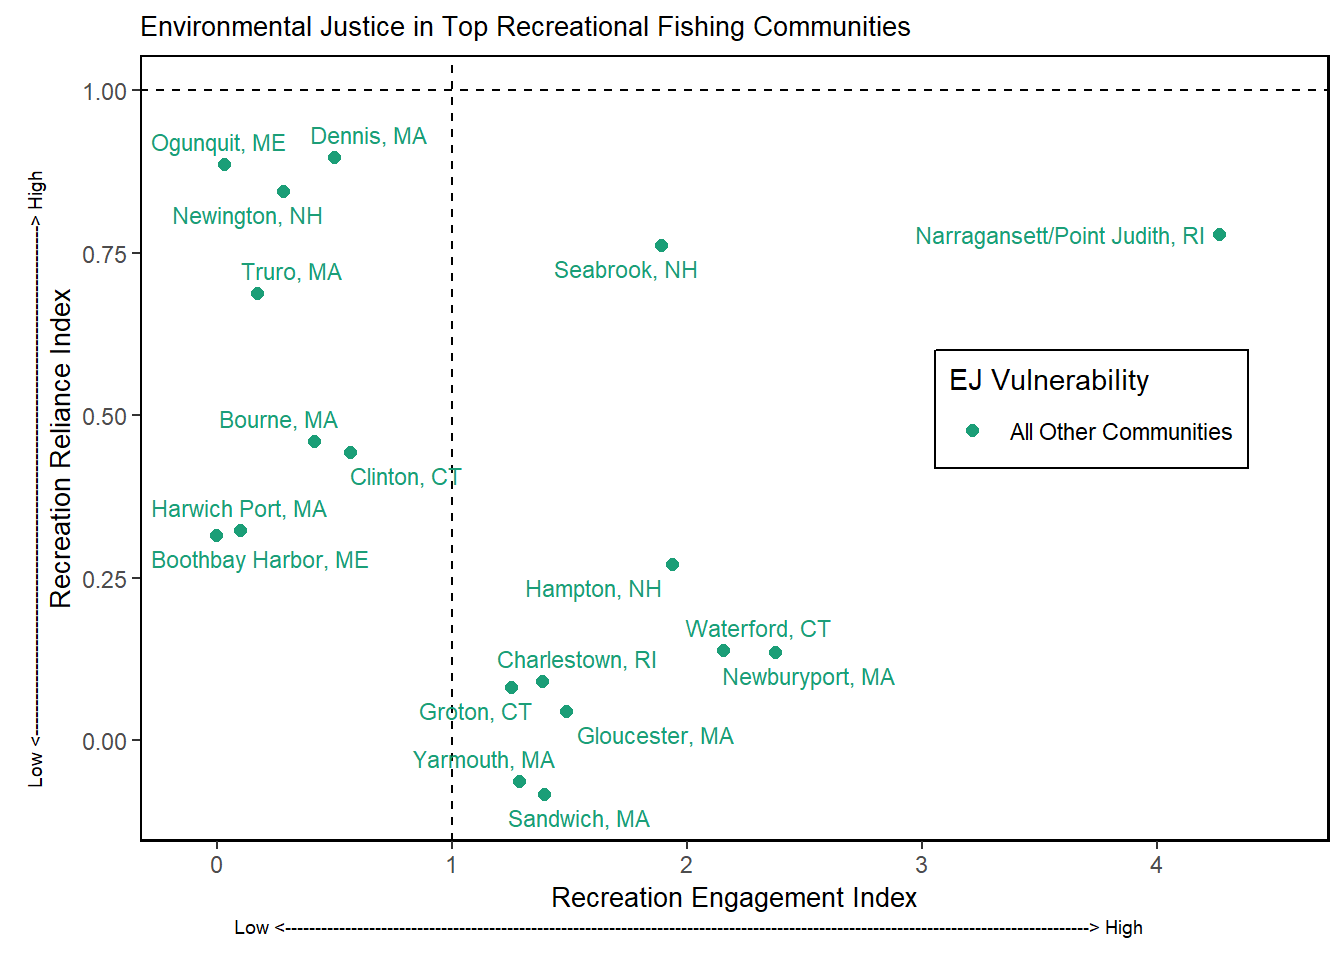 Environmental Justice in Top Recreational Fishing Communities
1.00
0.75
0.50
0.25
0.00
Recreation Reliance Index
Low <------------------------------------------------------------------------------------> High
Ogunquit, ME
Dennis, MA
Newington, NH
Truro, MA
Seabrook, NH
Narragansett/Point Judith, RI
EJ Vulnerability
All Other Communities
Bourne, MA
Clinton, CT
Harwich Port, MA
Boothbay Harbor, ME
Hampton, NH
Waterford, CT
Newburyport, MA
Charlestown, RI
Groton, CT
Gloucester, MA
Yarmouth, MA
Sandwich, MA
0
1
2
3
4
Recreation Engagement Index
Low <---------------------------------------------------------------------------------------------------------------------------------------> High